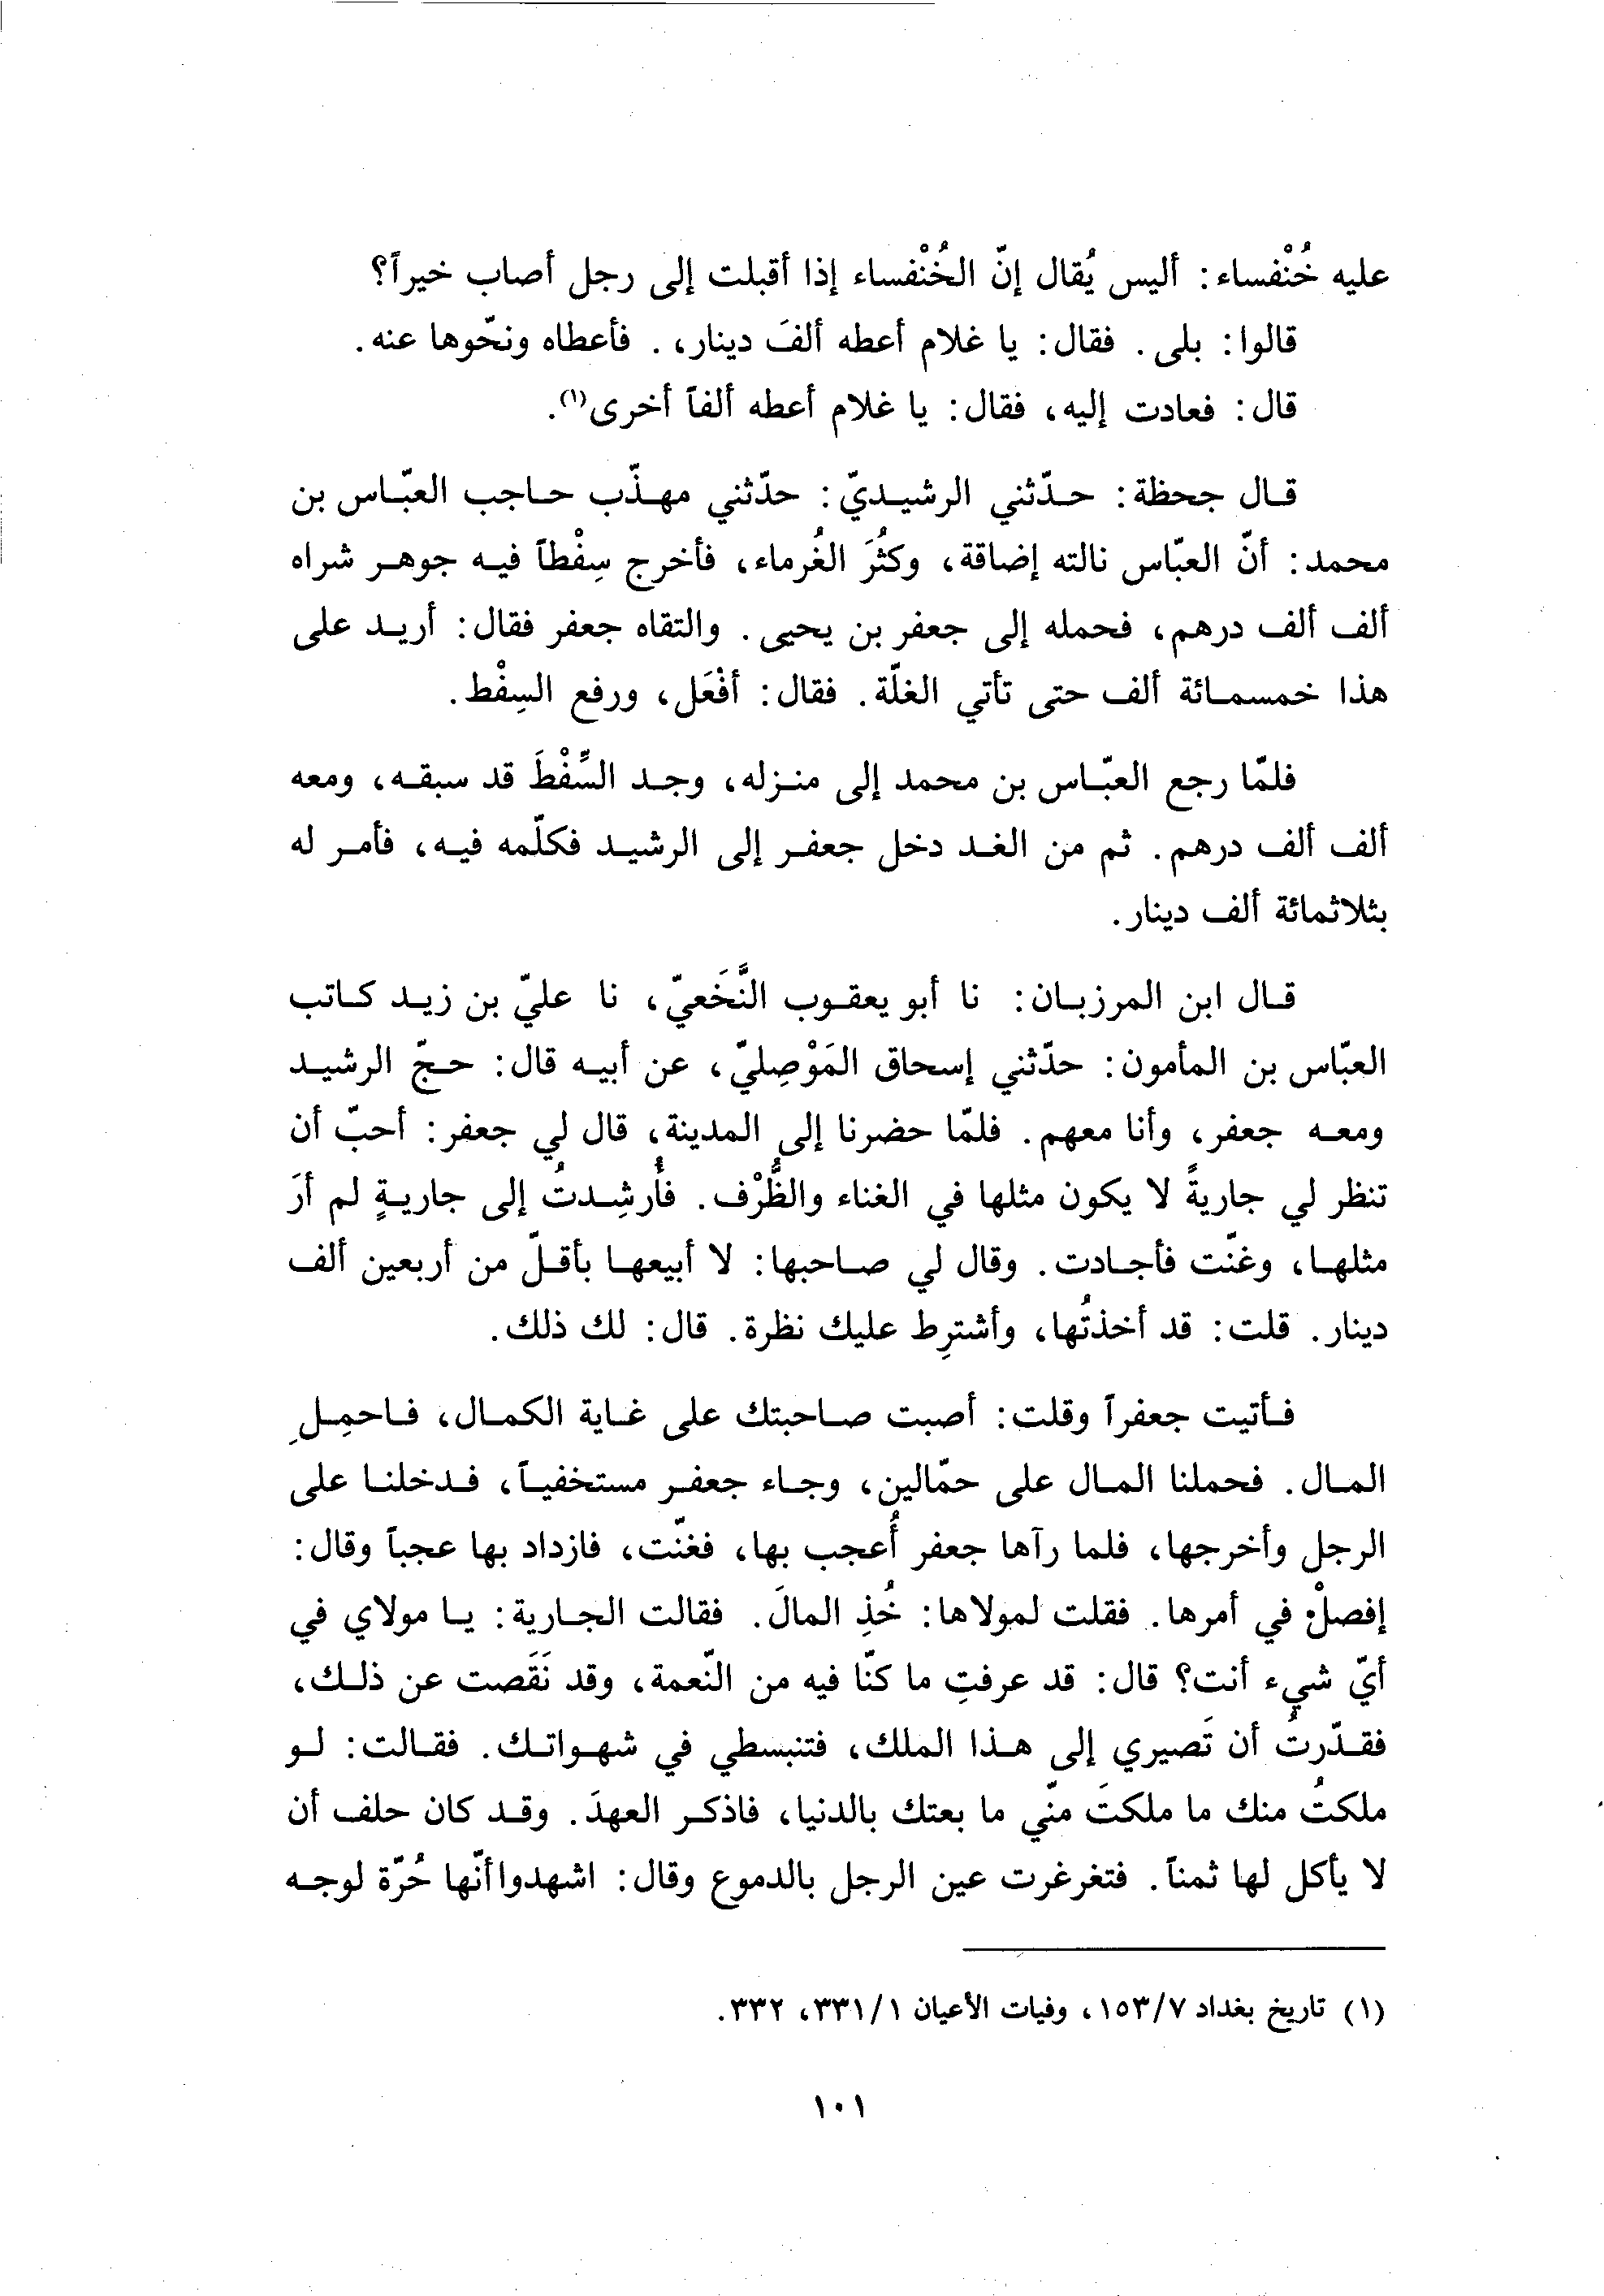 عليه خُنْفساء: أليس يُقال إنّ الخُنْفساء إذا أقبلت إلى رجل أصاب خيراً؟
قالوا: بلى. فقال: يا غلام أعطه ألفَ دينار،. فأعطاه ونحّوها عنه.
قال: فعادت إليه، فقال: يا غلام أعطه ألفاً أخرى(١).
قال جحظة: حدّثني الرشيديّ: حدّثني مهذّب حاجب العبّاس بن
محمد: أنّ العبّاس نالته إضاقة، وكثُرَ الغُرماء، فأخرج سِفْطاً فيه جوهر شراه
ألف ألف درهم، فحمله إلى جعفر بن يحيى. والتقاه جعفر فقال: أريد على
هذا خمسمائة ألف حتى تأتي الغلّة. فقال: أفْعَل، ورفع السِفْط.
فلمّا رجع العبّاس بن محمد إلى منزله، وجد السَّفْطَ قد سبقه، ومعه
ألف ألف درهم. ثم من الغد دخل جعفر إلى الرشيد فكلّمه فيه، فأمر له
بثلاثمائة ألف دينار.
قال ابن المرزبان: نا أبو يعقوب النَّخَعيّ، نا عليّ بن زيد كاتب
العبّاس بن المأمون: حدّثني إسحاق المَوْصِليّ، عن أبيه قال: حجّ الرشيد
ومعه جعفر، وأنا معهم. فلمّا حضرنا إلى المدينة، قال لي جعفر: أحبّ أن
تنظر لي جاريةً لا يكون مثلها في الغناء والظُّرْف. فأُرشِدتُ إلى جاريةٍ لم أرَ
مثلها، وغنّت فأجادت. وقال لي صاحبها: لا أبيعها بأقلّ من أربعين ألف
دينار. قلت: قد أخذتُها، وأشترِط عليك نظرة. قال: لك ذلك.
فأتيت جعفراً وقلت: أصبت صاحبتك على غاية الكمال، فاحمِلِ
المال. فحملنا المال على حمّالين، وجاء جعفر مستخفياً، فدخلنا على
الرجل وأخرجها، فلما رآها جعفر أُعجب بها، فغنّت، فازداد بها عجباً وقال:
إفصلْ في أمرها. فقلت لمولاها: خُذِ المالَ. فقالت الجارية: يا مولاي في
أيّ شيء أنت؟ قال: قد عرفتِ ما كنّا فيه من النّعمة، وقد نَقَصت عن ذلك،
فقدّرتُ أن تَصيري إلى هذا الملك، فتنبسطي في شهواتك. فقالت: لو
ملكتُ منك ما ملكتَ منّي ما بعتك بالدنيا، فاذكر العهدَ. وقد كان حلف أن
لا يأكل لها ثمناً. فتغرغرت عين الرجل بالدموع وقال: اشهدوا أنّها حُرّة لوجه
(١) تاريخ بغداد ١٥٣/٧، وفيات الأعيان ٣٣١/١، ٣٣٢.
١٠١